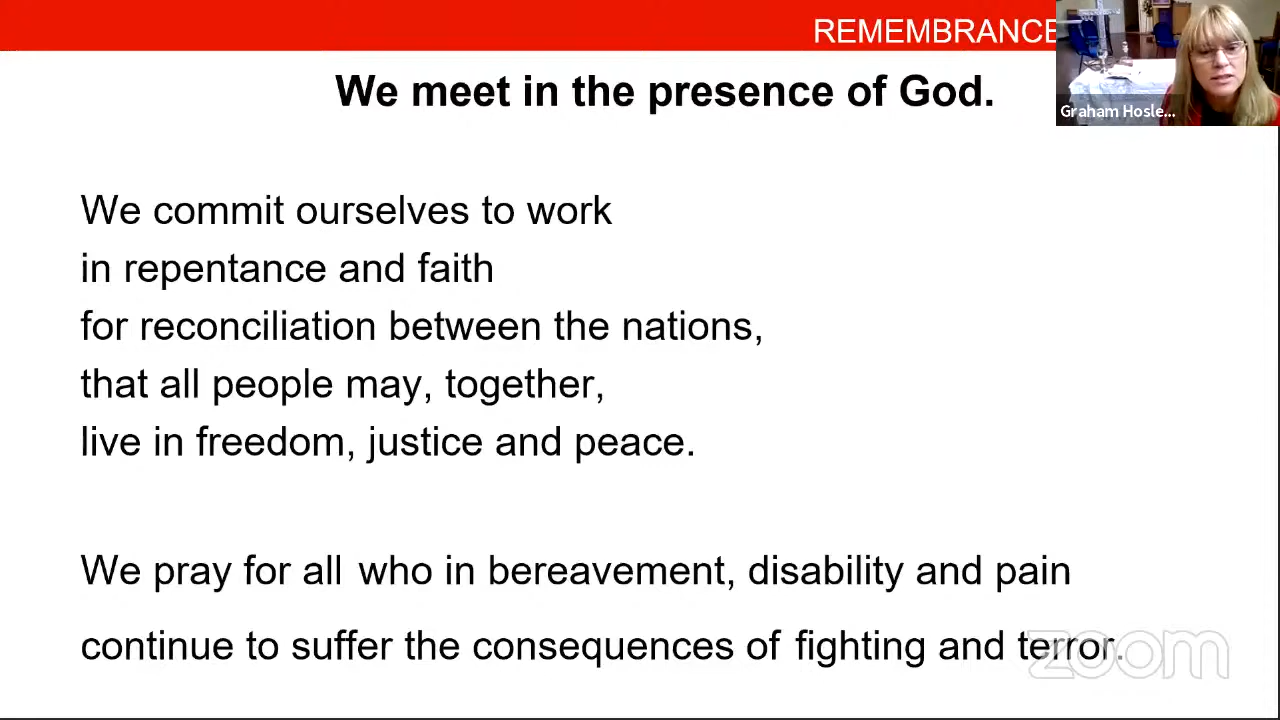 REMEMBRANCE
We meet in the presence of God.
Graham Hosle...
We commit ourselves to work
in repentance and faith
for reconciliation between the nations,
that all people may, together,
live in freedom, justice and peace.
We pray for all who in bereavement, disability and pain
continue to suffer the consequences of fighting and terror.
zoom